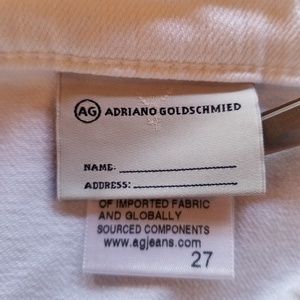 AG ADRIANO GOLDSCHMIED
NAME:
ADDRESS:
OF IMPORTED FABRIC
AND GLOBALLY
SOURCED COMPONENTS
www.agjeans.com
27